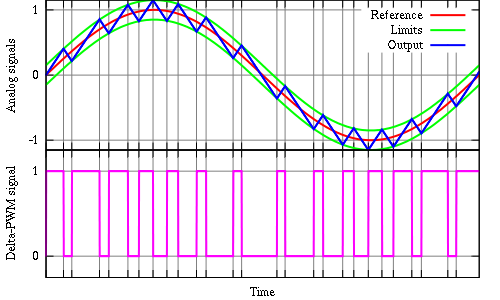 Reference
Limits
Output
Analog signals
1
0
-1
Delta-PWM signal
1
0
Time